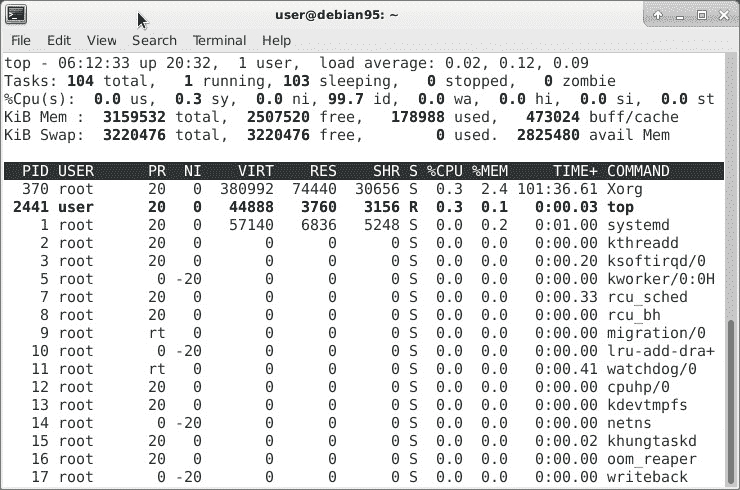 user@debian95: ~
File Edit View Search Terminal Help
top - 06:12:33 up 20:32,  1 user,  load average: 0.02, 0.12, 0.09
Tasks: 104 total,   1 running, 103 sleeping,   0 stopped,   0 zombie
%Cpu(s):  0.0 us,  0.3 sy,  0.0 ni, 99.7 id,  0.0 wa,  0.0 hi,  0.0 si,  0.0 st
KiB Mem :  3159532 total,  2507520 free,   178988 used,   473024 buff/cache
KiB Swap:  3220476 total,  3220476 free,        0 used.  2825480 avail Mem
  PID USER      PR  NI    VIRT    RES    SHR S %CPU %MEM     TIME+ COMMAND
  370 root      20   0  380992  74440  30656 S  0.3  2.4 101:36.61 Xorg
 2441 user      20   0   44888   3760   3156 R  0.3  0.1   0:00.03 top
    1 root      20   0   57140   6836   5248 S  0.0  0.2   0:01.00 systemd
    2 root      20   0       0      0      0 S  0.0  0.0   0:00.00 kthreadd
    3 root      20   0       0      0      0 S  0.0  0.0   0:00.20 ksoftirqd/0
    5 root       0 -20       0      0      0 S  0.0  0.0   0:00.00 kworker/0:0H
    7 root      20   0       0      0      0 S  0.0  0.0   0:00.33 rcu_sched
    8 root      20   0       0      0      0 S  0.0  0.0   0:00.00 rcu_bh
    9 root      rt   0       0      0      0 S  0.0  0.0   0:00.00 migration/0
   10 root       0 -20       0      0      0 S  0.0  0.0   0:00.00 lru-add-dra+
   11 root      rt   0       0      0      0 S  0.0  0.0   0:00.41 watchdog/0
   12 root      20   0       0      0      0 S  0.0  0.0   0:00.00 cpuhp/0
   13 root      20   0       0      0      0 S  0.0  0.0   0:00.00 kdevtmpfs
   14 root       0 -20       0      0      0 S  0.0  0.0   0:00.00 netns
   15 root      20   0       0      0      0 S  0.0  0.0   0:00.02 khungtaskd
   16 root      20   0       0      0      0 S  0.0  0.0   0:00.00 oom_reaper
   17 root       0 -20       0      0      0 S  0.0  0.0   0:00.00 writeback